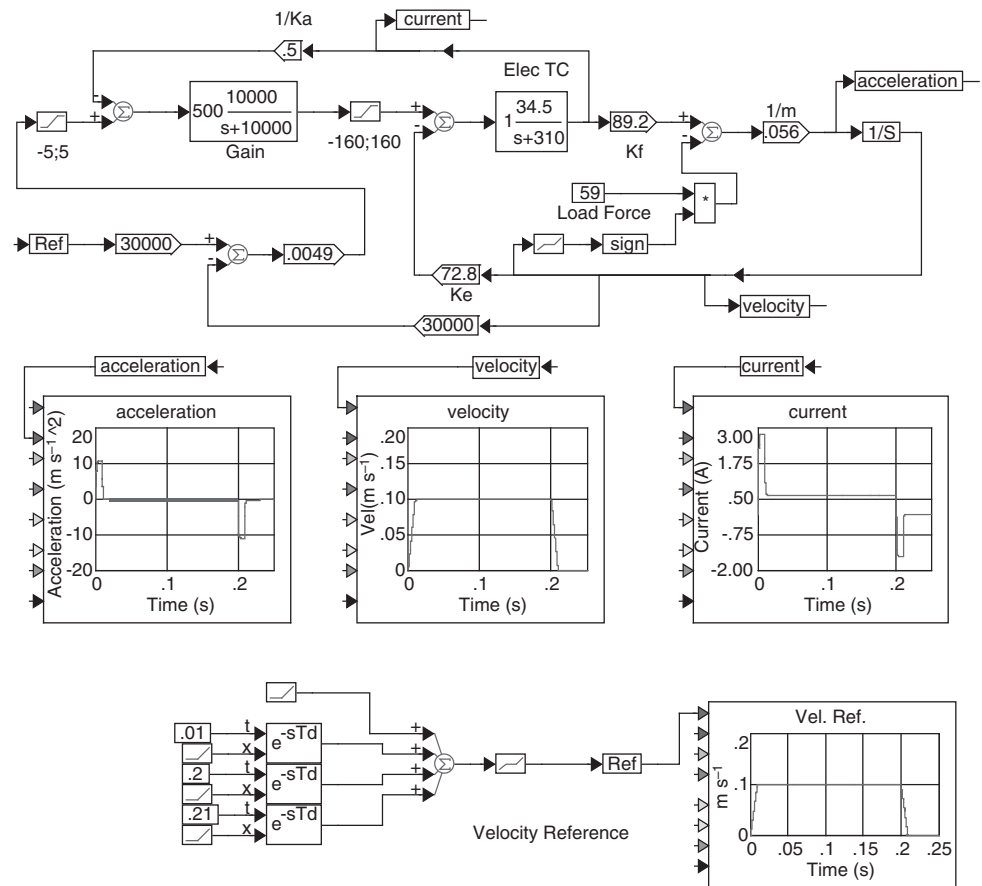 1/Ka
current
.5
Elec TC
acceleration
500 10000
s+10000
Gain
-5;5
-160;160
1 34.5
s+310
89.2
Kf
1/m
.056
1/S
59
Load Force
*
sign
Ref
30000
.0049
72.8
Ke
30000
velocity
+
-
+
-
+
-
+
-
Σ
Σ
Σ
Σ
acceleration
velocity
current
acceleration
Acceleration (m s⁻¹^2)
20
10
0
-10
-20
0 .1 .2
Time (s)
velocity
Vel(m s⁻¹)
.20
.15
.10
.05
0
0 .1 .2
Time (s)
current
Current (A)
3.00
1.75
.50
-.75
-2.00
0 .1 .2
Time (s)
.01 t
x
e-sTd
.2 t
x
e-sTd
.21 t
x
e-sTd
+
+
+
+
Σ
Ref
Velocity Reference
Vel. Ref.
m s⁻¹
.2
.1
0
0 .05 .1 .15 .2 .25
Time (s)